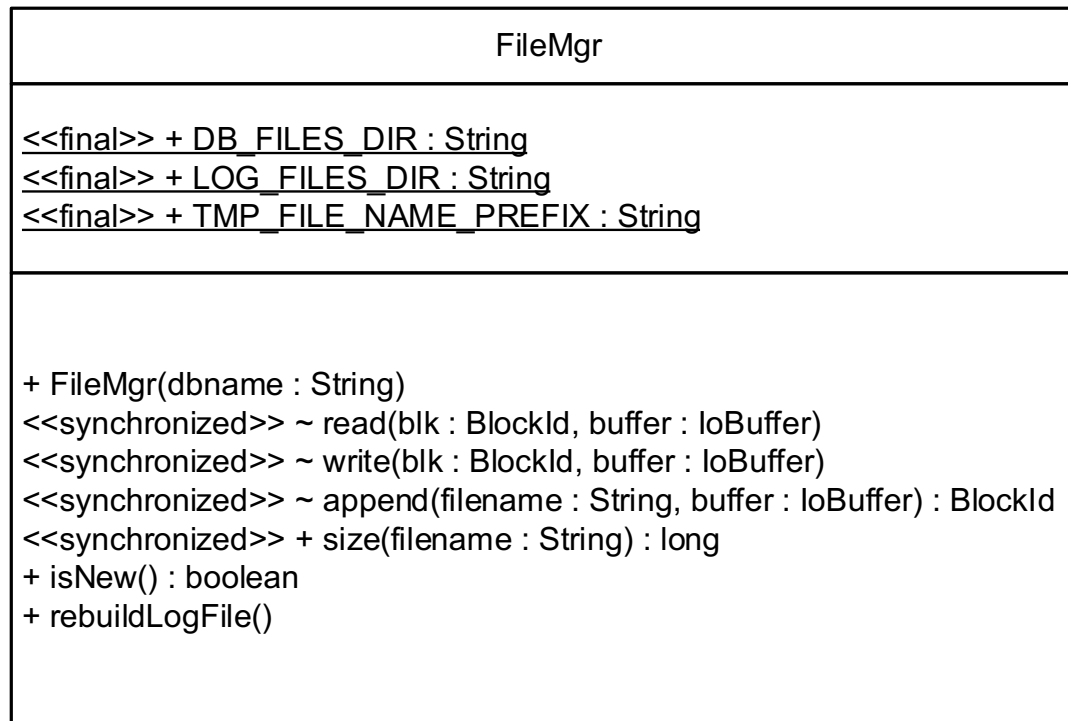 FileMgr
<<final>> + DB_FILES_DIR : String
<<final>> + LOG_FILES_DIR : String
<<final>> + TMP_FILE_NAME_PREFIX : String
+ FileMgr(dbname : String)
<<synchronized>> ~ read(blk : BlockId, buffer : IoBuffer)
<<synchronized>> ~ write(blk : BlockId, buffer : IoBuffer)
<<synchronized>> ~ append(filename : String, buffer : IoBuffer) : BlockId
<<synchronized>> + size(filename : String) : long
+ isNew() : boolean
+ rebuildLogFile()